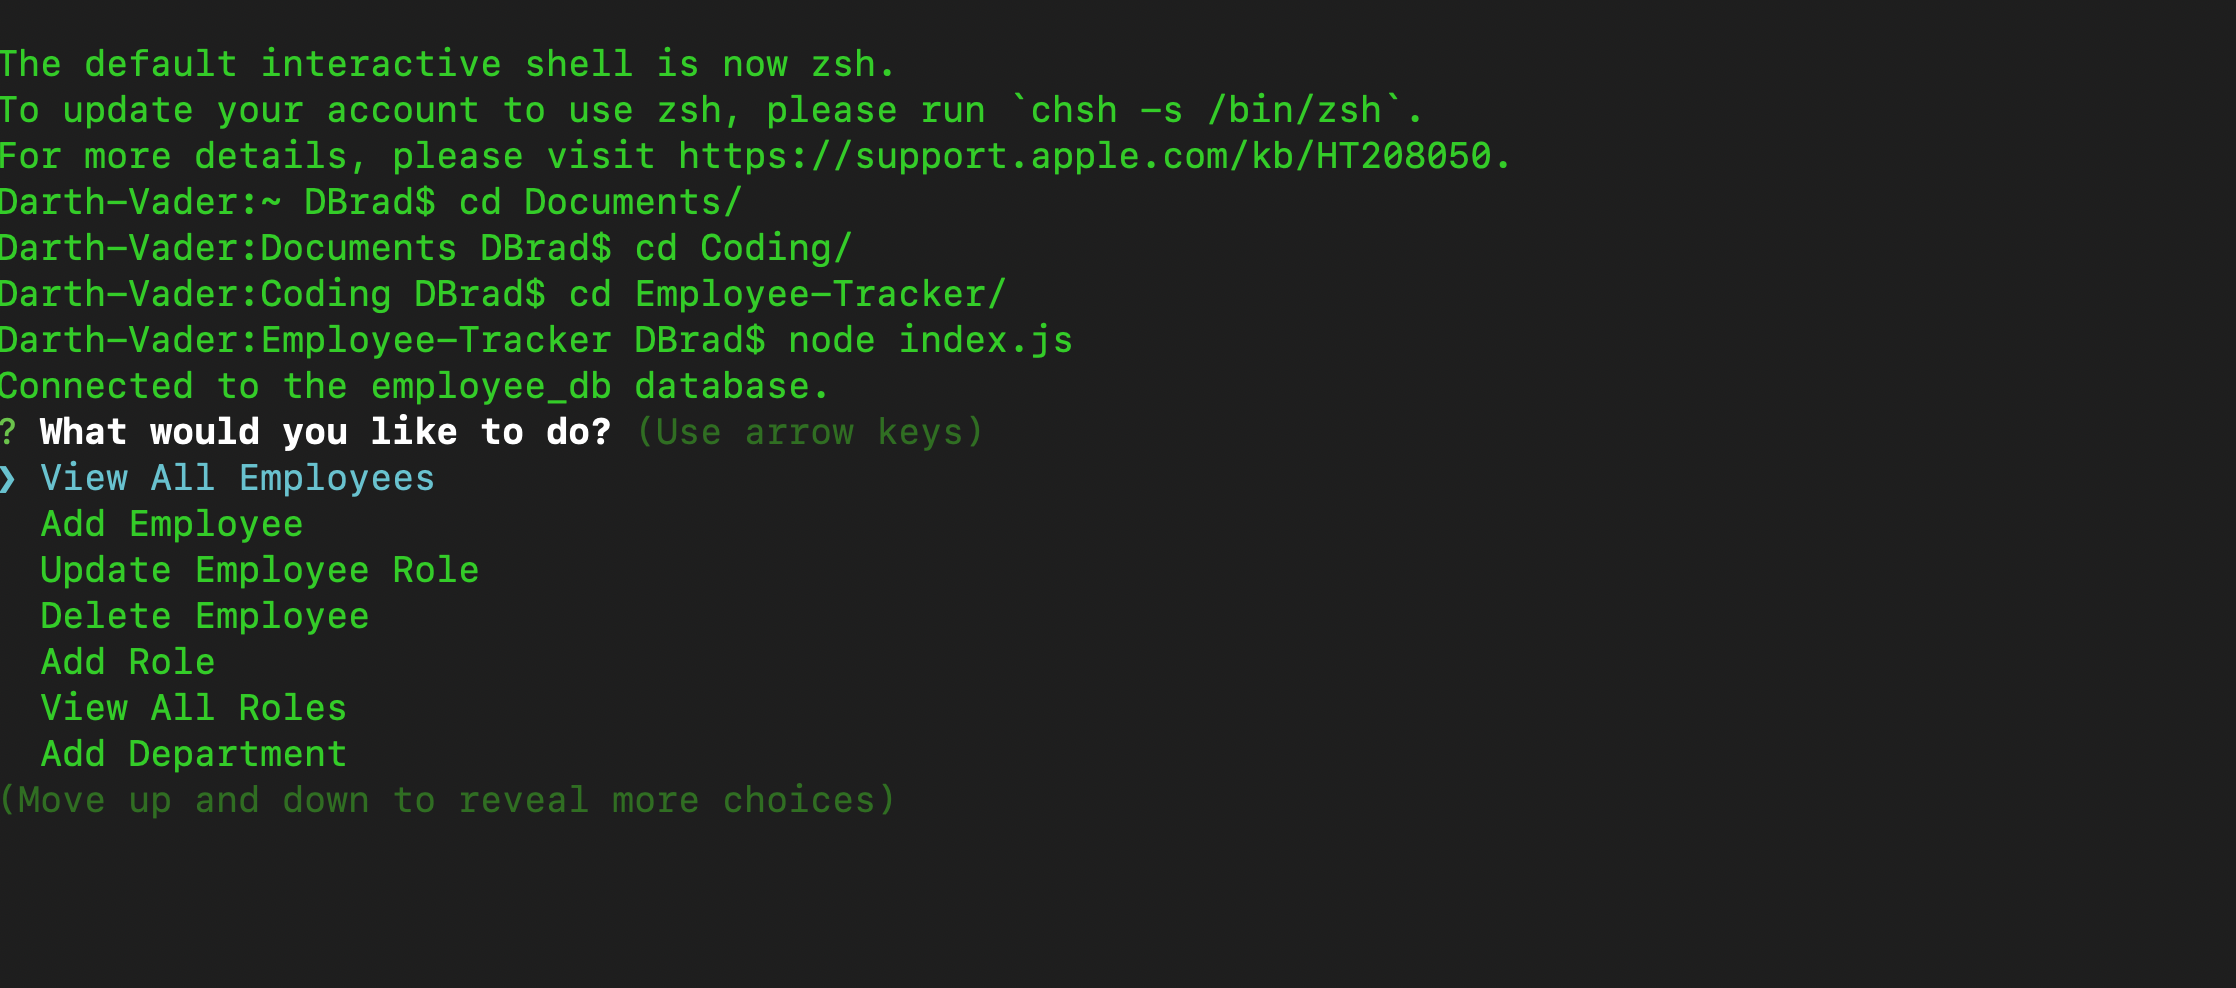 The default interactive shell is now zsh.
To update your account to use zsh, please run `chsh -s /bin/zsh`.
For more details, please visit https://support.apple.com/kb/HT208050.
Darth-Vader:~ DBrad$ cd Documents/
Darth-Vader:Documents DBrad$ cd Coding/
Darth-Vader:Coding DBrad$ cd Employee-Tracker/
Darth-Vader:Employee-Tracker DBrad$ node index.js
Connected to the employee_db database.
? What would you like to do? (Use arrow keys)
❯ View All Employees
  Add Employee
  Update Employee Role
  Delete Employee
  Add Role
  View All Roles
  Add Department
(Move up and down to reveal more choices)